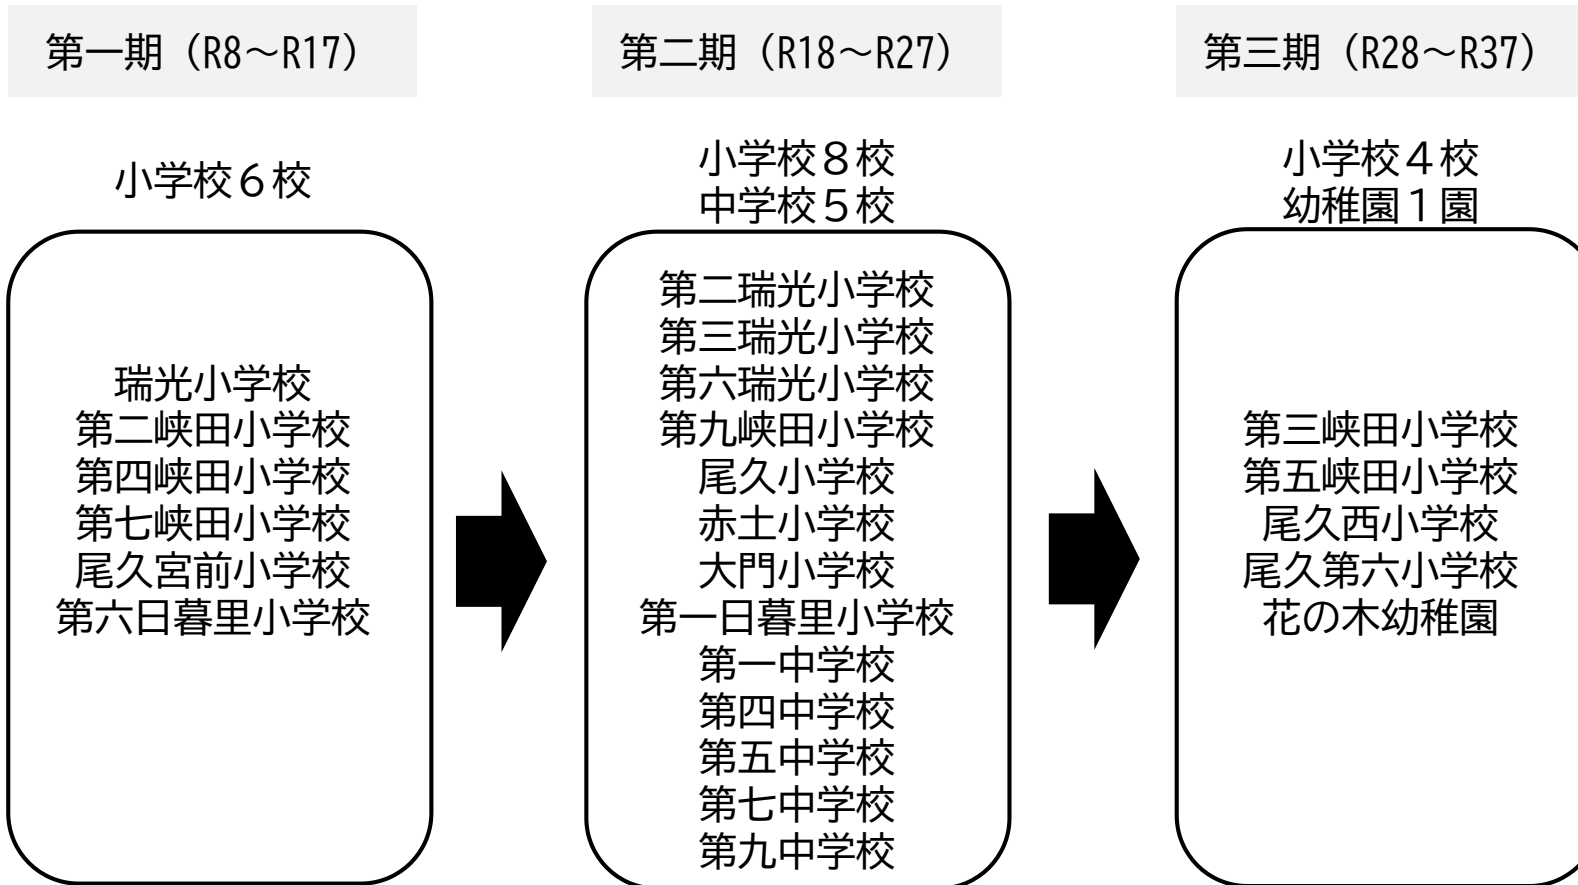 第一期（R8～R17）
小学校６校
瑞光小学校
第二峡田小学校
第四峡田小学校
第七峡田小学校
尾久宮前小学校
第六日暮里小学校
第二期（R18～R27）
小学校８校
中学校５校
第二瑞光小学校
第三瑞光小学校
第六瑞光小学校
第九峡田小学校
尾久小学校
赤土小学校
大門小学校
第一日暮里小学校
第一中学校
第四中学校
第五中学校
第七中学校
第九中学校
第三期（R28～R37）
小学校４校
幼稚園１園
第三峡田小学校
第五峡田小学校
尾久西小学校
尾久第六小学校
花の木幼稚園